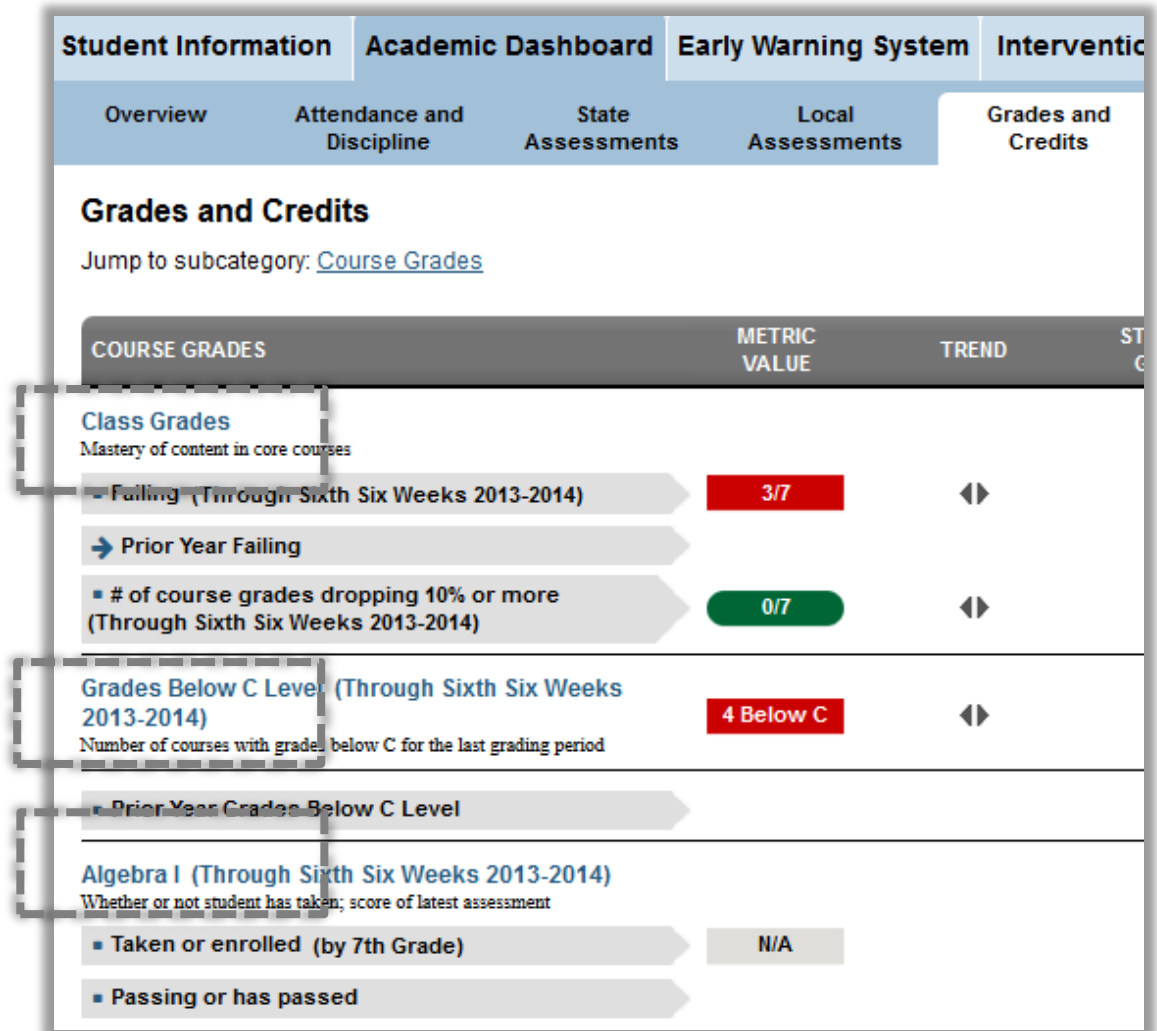 Student Information Academic Dashboard Early Warning System Interventio
Overview Attendance and Discipline State Assessments Local Assessments Grades and Credits
Grades and Credits
Jump to subcategory: Course Grades
COURSE GRADES METRIC VALUE TREND ST G
Class Grades
Mastery of content in core courses
▪ Failing (Through Sixth Six Weeks 2013-2014) 3/7
Prior Year Failing
▪ # of course grades dropping 10% or more
(Through Sixth Six Weeks 2013-2014) 0/7
Grades Below C Level (Through Sixth Six Weeks
2013-2014) 4 Below C
Number of courses with grades below C for the last grading period
▪ Prior Year Grades Below C Level
Algebra I (Through Sixth Six Weeks 2013-2014)
Whether or not student has taken; score of latest assessment
▪ Taken or enrolled (by 7th Grade) N/A
▪ Passing or has passed